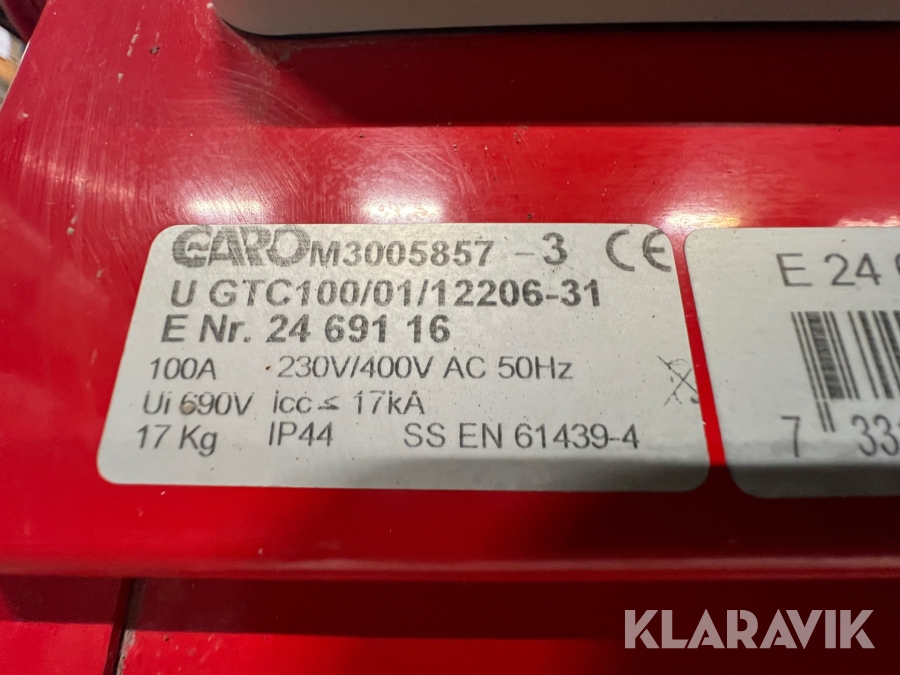 GARO M3005857 - 3 CE
U GTC100/01/12206-31
E Nr. 24 691 16
100A 230V/400V AC 50Hz
Ui 690V icc ≤ 17kA
17 Kg IP44 SS EN 61439-4
E 24
7 33
KLARAVIK